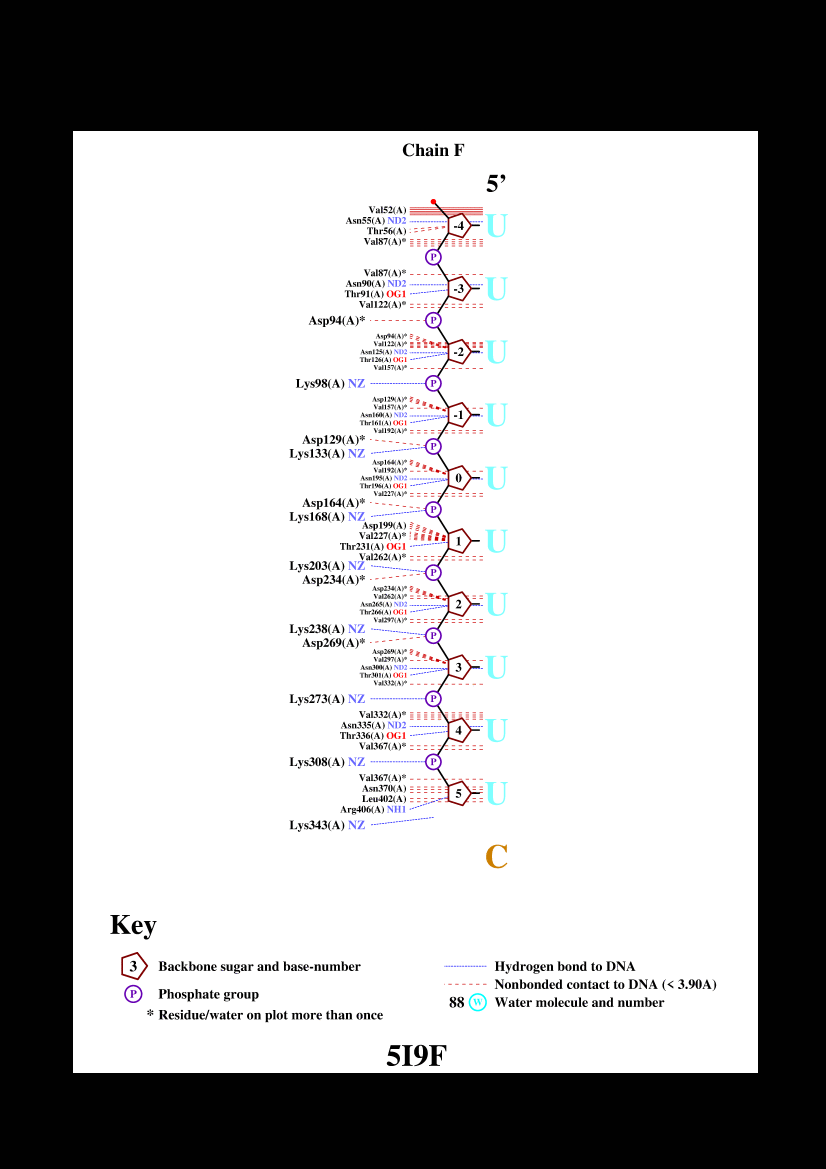 Chain F
5’
Val52(A)
Asn55(A) ND2
Thr56(A)
Val87(A)*
-4 U
P
Val87(A)*
Asn90(A) ND2
Thr91(A) OG1
Val122(A)*
-3 U
Asp94(A)* P
Asp94(A)*
Val122(A)*
Asn125(A) ND2
Thr126(A) OG1
Val157(A)*
-2 U
Lys98(A) NZ P
Asp129(A)*
Val157(A)*
Asn160(A) ND2
Thr161(A) OG1
Val192(A)*
-1 U
Asp129(A)*
Lys133(A) NZ P
Asp164(A)*
Val192(A)*
Asn195(A) ND2
Thr196(A) OG1
Val227(A)*
0 U
Asp164(A)*
Lys168(A) NZ P
Asp199(A)
Val227(A)*
Thr231(A) OG1
Val262(A)*
1 U
Lys203(A) NZ P
Asp234(A)*
Asp234(A)*
Val262(A)*
Asn265(A) ND2
Thr266(A) OG1
Val297(A)*
2 U
Lys238(A) NZ P
Asp269(A)*
Asp269(A)*
Val297(A)*
Asn300(A) ND2
Thr301(A) OG1
Val332(A)*
3 U
Lys273(A) NZ P
Val332(A)*
Asn335(A) ND2
Thr336(A) OG1
Val367(A)*
4 U
Lys308(A) NZ P
Val367(A)*
Asn370(A)
Leu402(A)
Arg406(A) NH1
5 U
Lys343(A) NZ
C
Key
3 Backbone sugar and base-number
P Phosphate group
* Residue/water on plot more than once
Hydrogen bond to DNA
Nonbonded contact to DNA (< 3.90A)
88 W Water molecule and number
5I9F